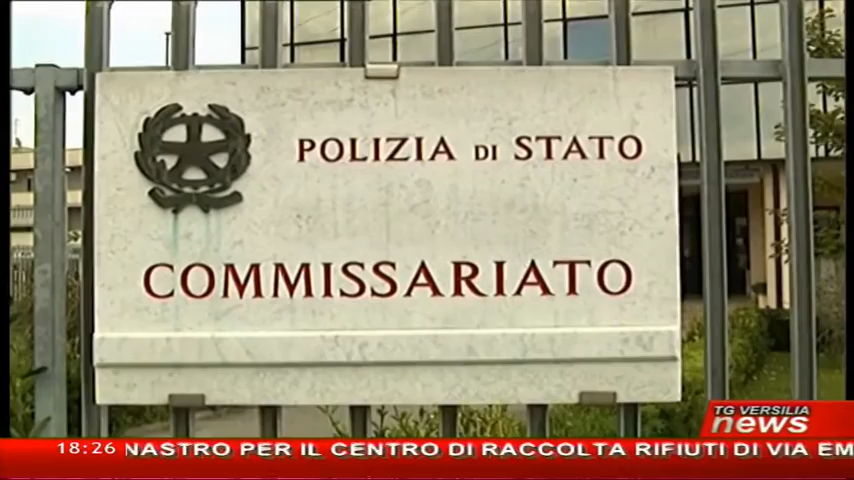 POLIZIA DI STATO
COMMISSARIATO
TG VERSILIA
news
18:26 NASTRO PER IL CENTRO DI RACCOLTA RIFIUTI DI VIA EM